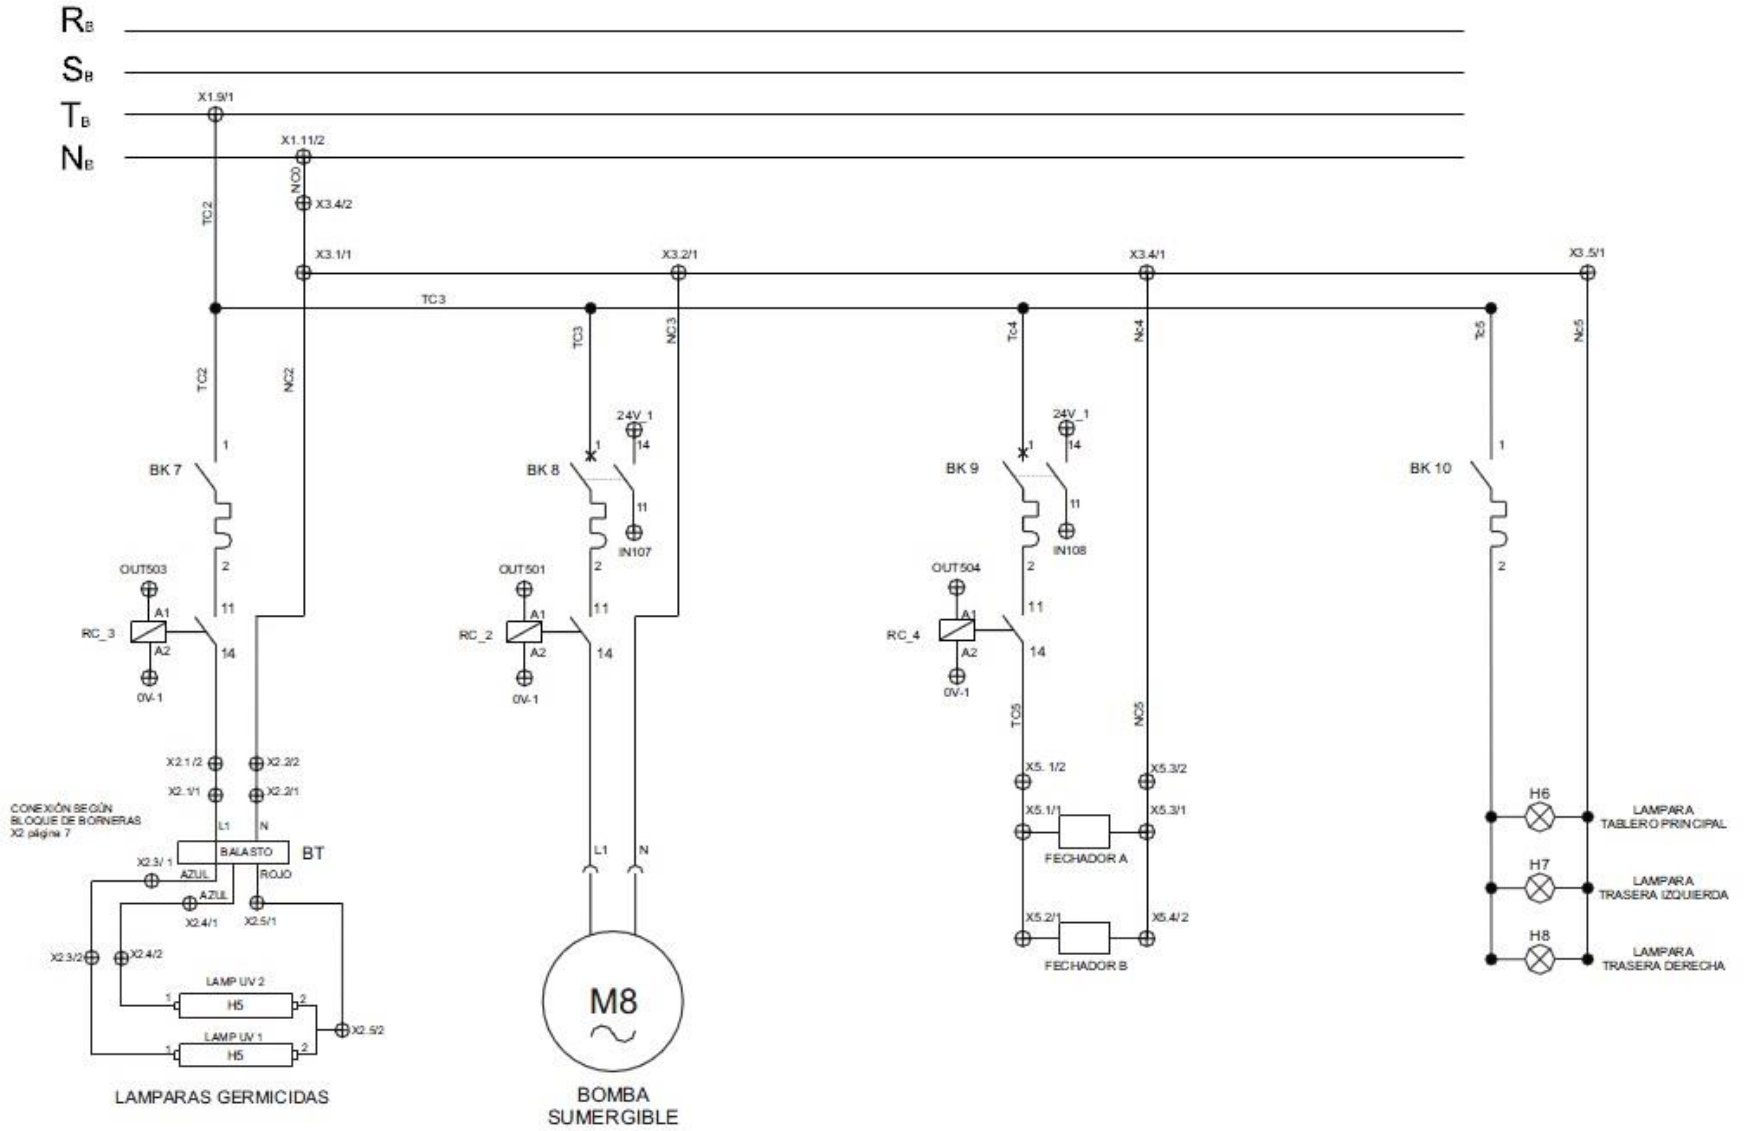 RB
SB
TB
NB
X1.9/1
X1.11/2
NC0
X3.4/2
TC2
X3.1/1
X3.2/1
X3.4/1
X3.5/1
TC3
TC2
NC2
TC3
NC3
Tc4
Nc4
Tc5
Nc5
1
BK 7
2
OUT503
A1
RC_3
A2
0V-1
11
14
24V_1
1
14
BK 8
11
IN107
2
OUT501
A1
RC_2
A2
0V-1
11
14
24V_1
1
14
BK 9
11
IN108
2
OUT504
A1
RC_4
A2
0V-1
11
14
1
BK 10
2
TC5
NC5
X2.1/2
X2.2/2
X2.1/1
X2.2/1
CONEXIÓN SEGÚN
BLOQUE DE BORNERAS
X2 página 7
L1
N
BALASTO
BT
X2.3/ 1
AZUL
ROJO
AZUL
X2.4/1
X2.5/1
X2.3/2
X2.4/2
LAMP UV 2
1
H5
2
X2.5/2
LAMP UV 1
1
H5
2
LAMPARAS GERMICIDAS
L1
N
M8
BOMBA
SUMERGIBLE
X5. 1/2
X5.3/2
X5.1/1
X5.3/1
FECHADOR A
X5.2/1
X5.4/2
FECHADOR B
H6
LAMPARA
TABLERO PRINCIPAL
H7
LAMPARA
TRASERA IZQUIERDA
H8
LAMPARA
TRASERA DERECHA